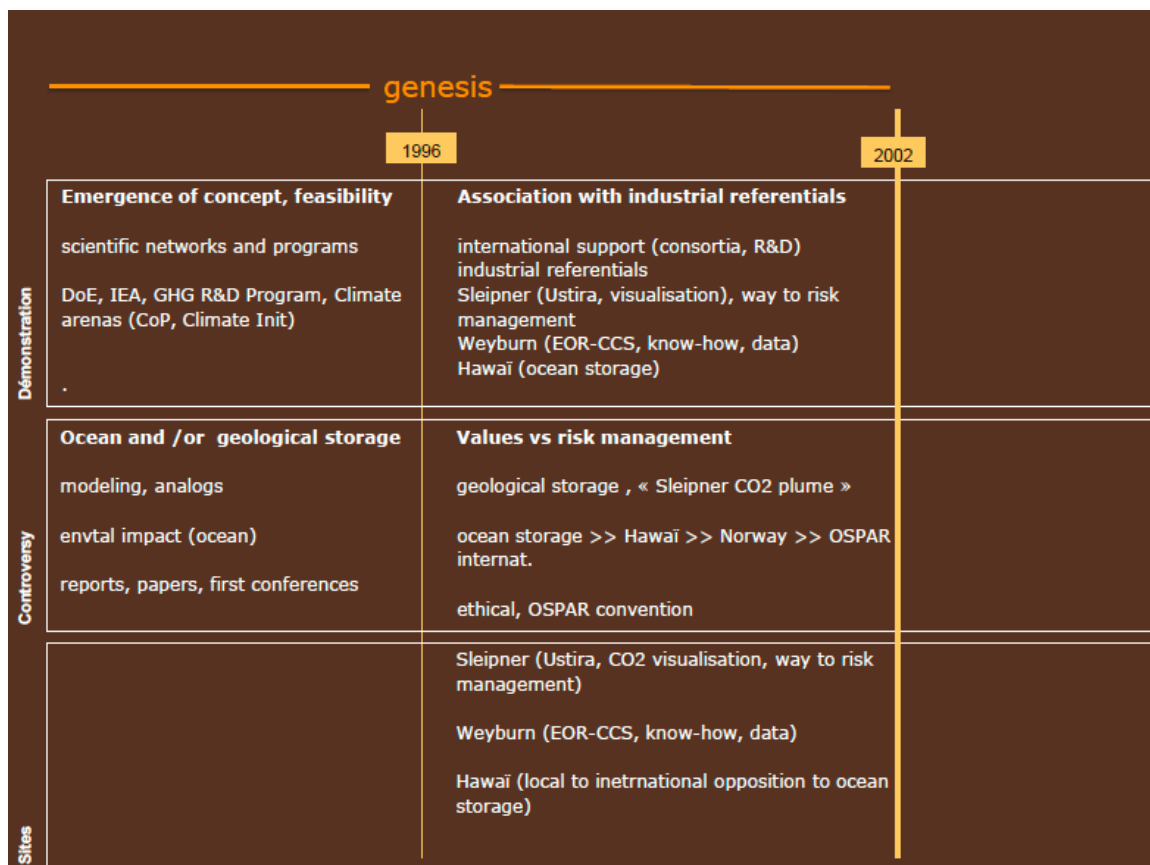 genesis
1996
2002
Démonstration
Emergence of concept, feasibility
scientific networks and programs
DoE, IEA, GHG R&D Program, Climate
arenas (CoP, Climate Init)
.
Association with industrial referentials
international support (consortia, R&D)
industrial referentials
Sleipner (Ustira, visualisation), way to risk
management
Weyburn (EOR-CCS, know-how, data)
Hawaï (ocean storage)
Controversy
Ocean and /or geological storage
modeling, analogs
envtal impact (ocean)
reports, papers, first conferences
Values vs risk management
geological storage , « Sleipner CO2 plume »
ocean storage >> Hawaï >> Norway >> OSPAR
internat.
ethical, OSPAR convention
Sites
Sleipner (Ustira, CO2 visualisation, way to risk
management)
Weyburn (EOR-CCS, know-how, data)
Hawaï (local to inetrnational opposition to ocean
storage)